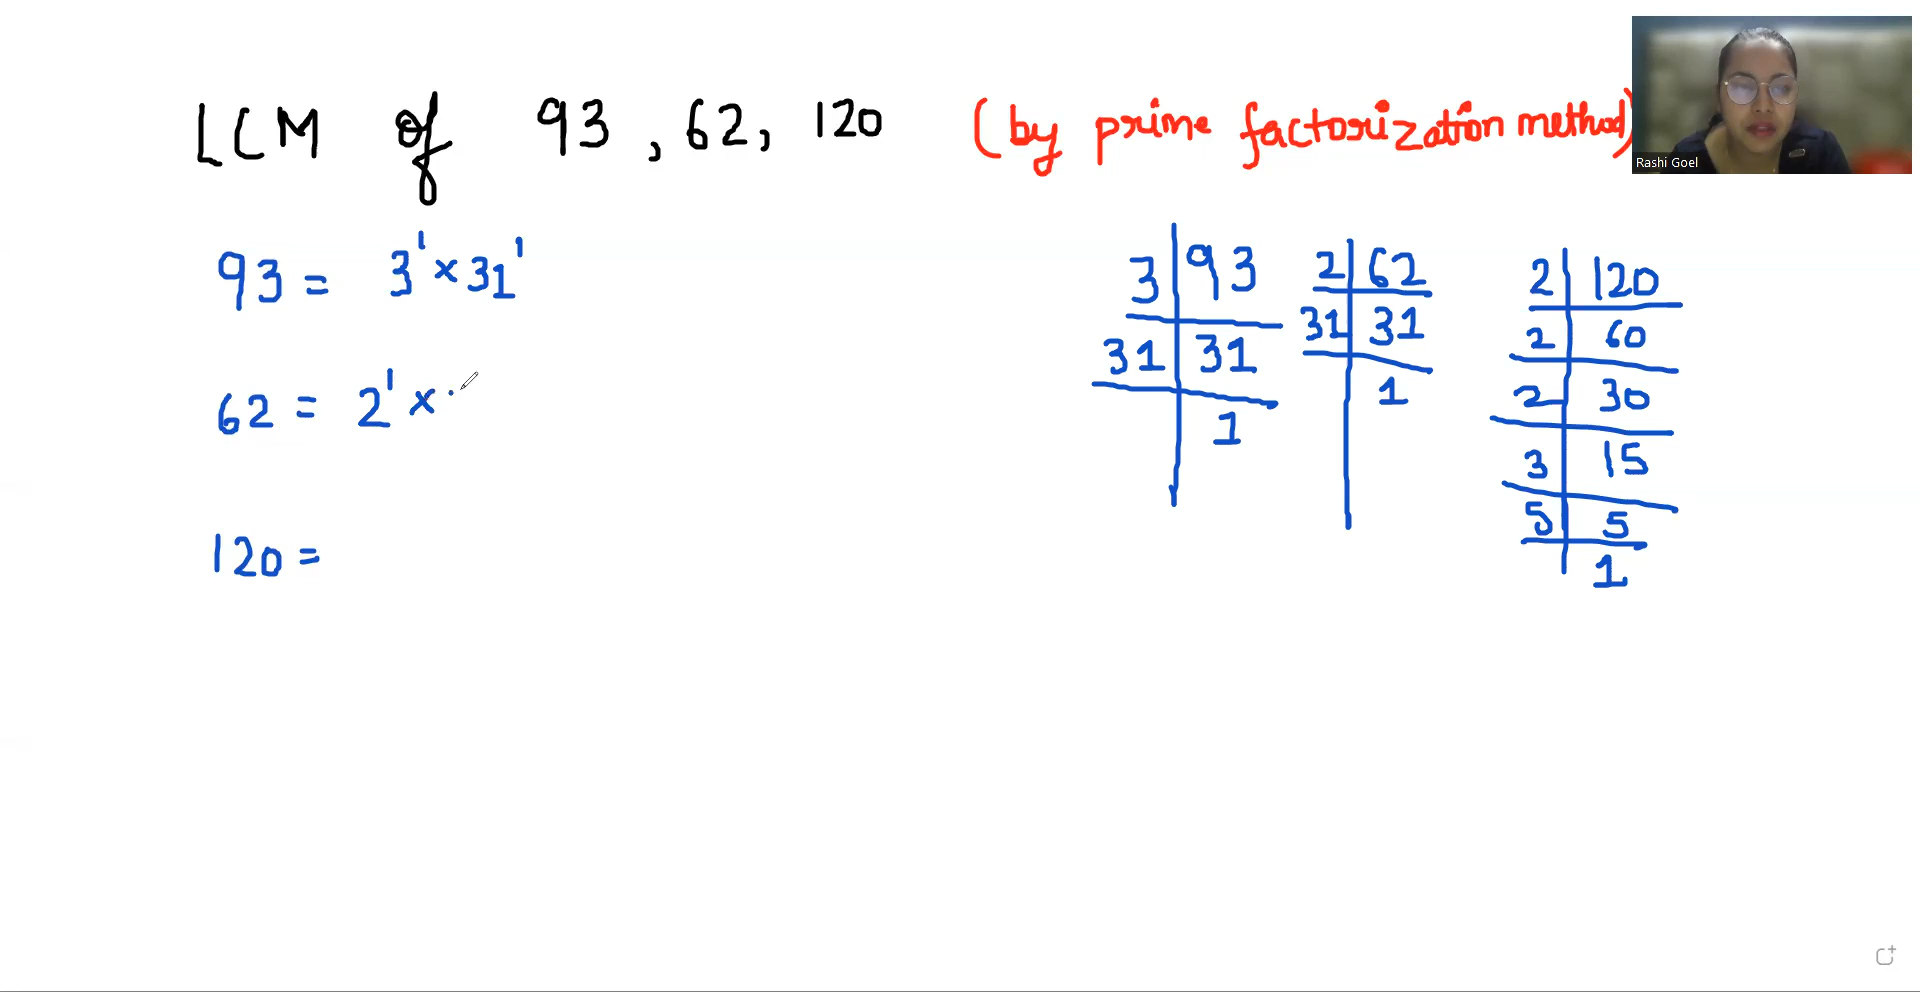 LCM of 93, 62, 120 (by prime factorization method)
Rashi Goel
93 = 3¹ × 31¹
62 = 2¹ ×
120 =
3 | 93
31 | 31
1
2 | 62
31 | 31
1
2 | 120
2 | 60
2 | 30
3 | 15
5 | 5
1